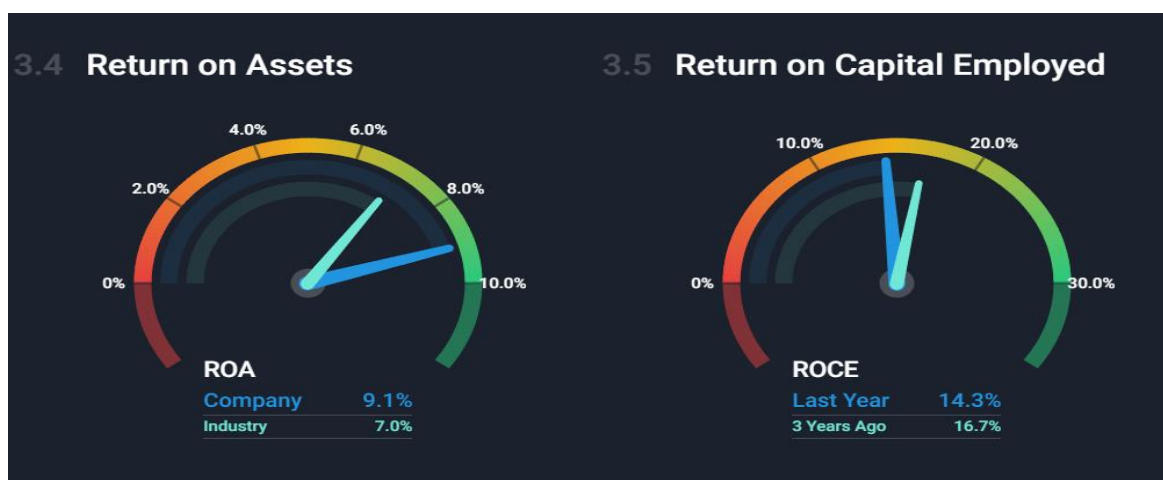 3.4 Return on Assets
4.0%
6.0%
2.0%
8.0%
0%
10.0%
ROA
Company 9.1%
Industry 7.0%
3.5 Return on Capital Employed
10.0%
20.0%
0%
30.0%
ROCE
Last Year 14.3%
3 Years Ago 16.7%